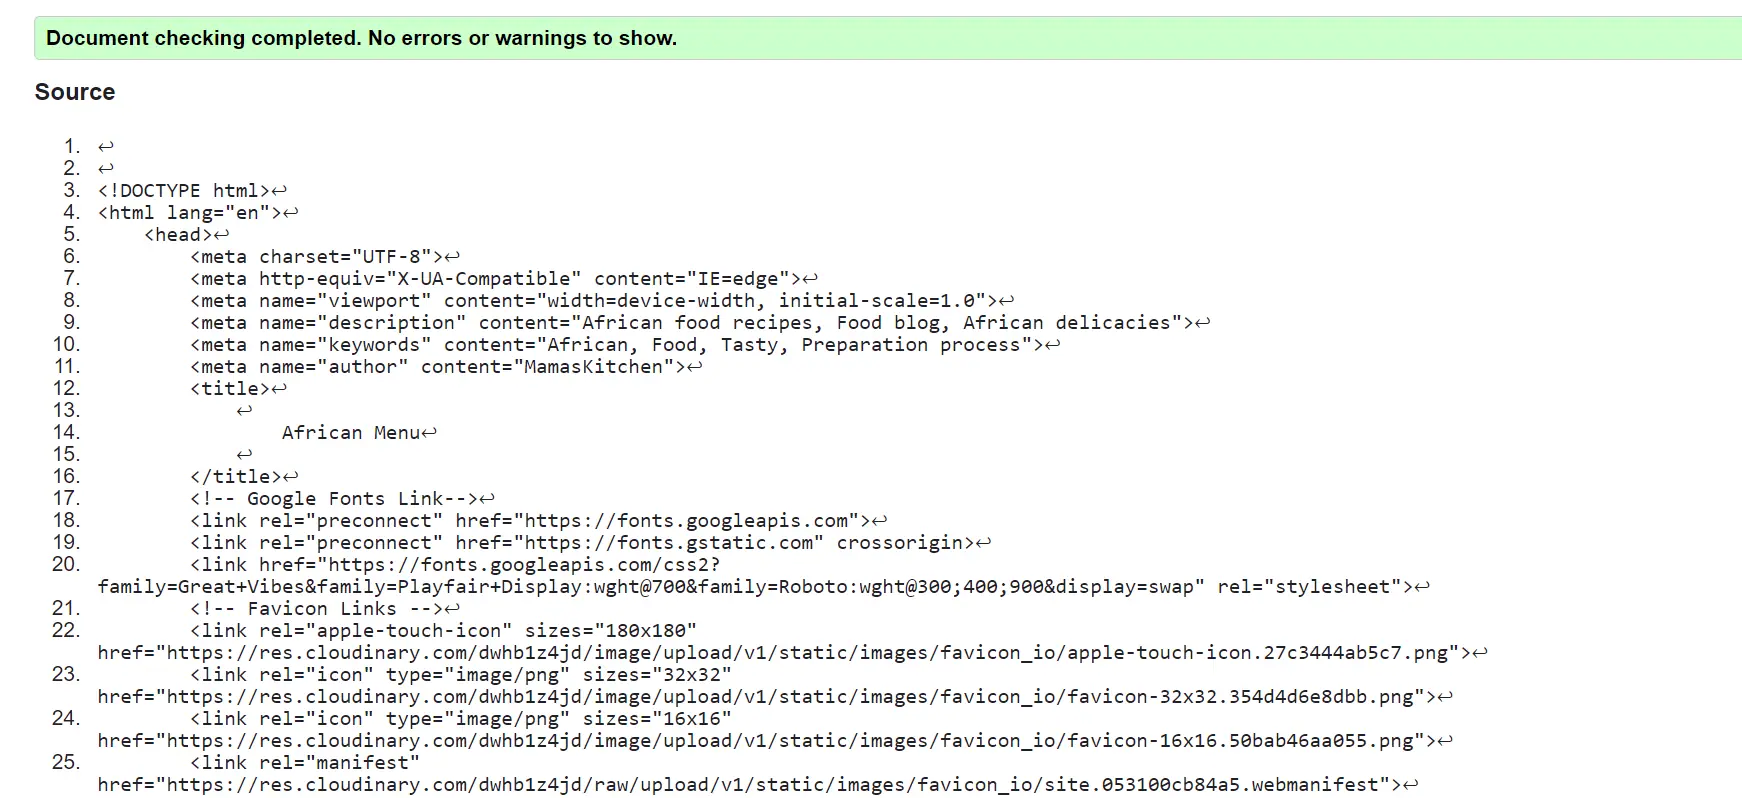 Document checking completed. No errors or warnings to show.
Source
1. ↩
2. ↩
3. <!DOCTYPE html>↩
4. <html lang="en">↩
5. <head>↩
6. <meta charset="UTF-8">↩
7. <meta http-equiv="X-UA-Compatible" content="IE=edge">↩
8. <meta name="viewport" content="width=device-width, initial-scale=1.0">↩
9. <meta name="description" content="African food recipes, Food blog, African delicacies">↩
10. <meta name="keywords" content="African, Food, Tasty, Preparation process">↩
11. <meta name="author" content="MamasKitchen">↩
12. <title>↩
13. ↩
14. African Menu↩
15. ↩
16. </title>↩
17. <!-- Google Fonts Link-->↩
18. <link rel="preconnect" href="https://fonts.googleapis.com">↩
19. <link rel="preconnect" href="https://fonts.gstatic.com" crossorigin>↩
20. <link href="https://fonts.googleapis.com/css2?
family=Great+Vibes&family=Playfair+Display:wght@700&family=Roboto:wght@300;400;900&display=swap" rel="stylesheet">↩
21. <!-- Favicon Links -->↩
22. <link rel="apple-touch-icon" sizes="180x180"
href="https://res.cloudinary.com/dwhb1z4jd/image/upload/v1/static/images/favicon_io/apple-touch-icon.27c3444ab5c7.png">↩
23. <link rel="icon" type="image/png" sizes="32x32"
href="https://res.cloudinary.com/dwhb1z4jd/image/upload/v1/static/images/favicon_io/favicon-32x32.354d4d6e8dbb.png">↩
24. <link rel="icon" type="image/png" sizes="16x16"
href="https://res.cloudinary.com/dwhb1z4jd/image/upload/v1/static/images/favicon_io/favicon-16x16.50bab46aa055.png">↩
25. <link rel="manifest"
href="https://res.cloudinary.com/dwhb1z4jd/raw/upload/v1/static/images/favicon_io/site.053100cb84a5.webmanifest">↩